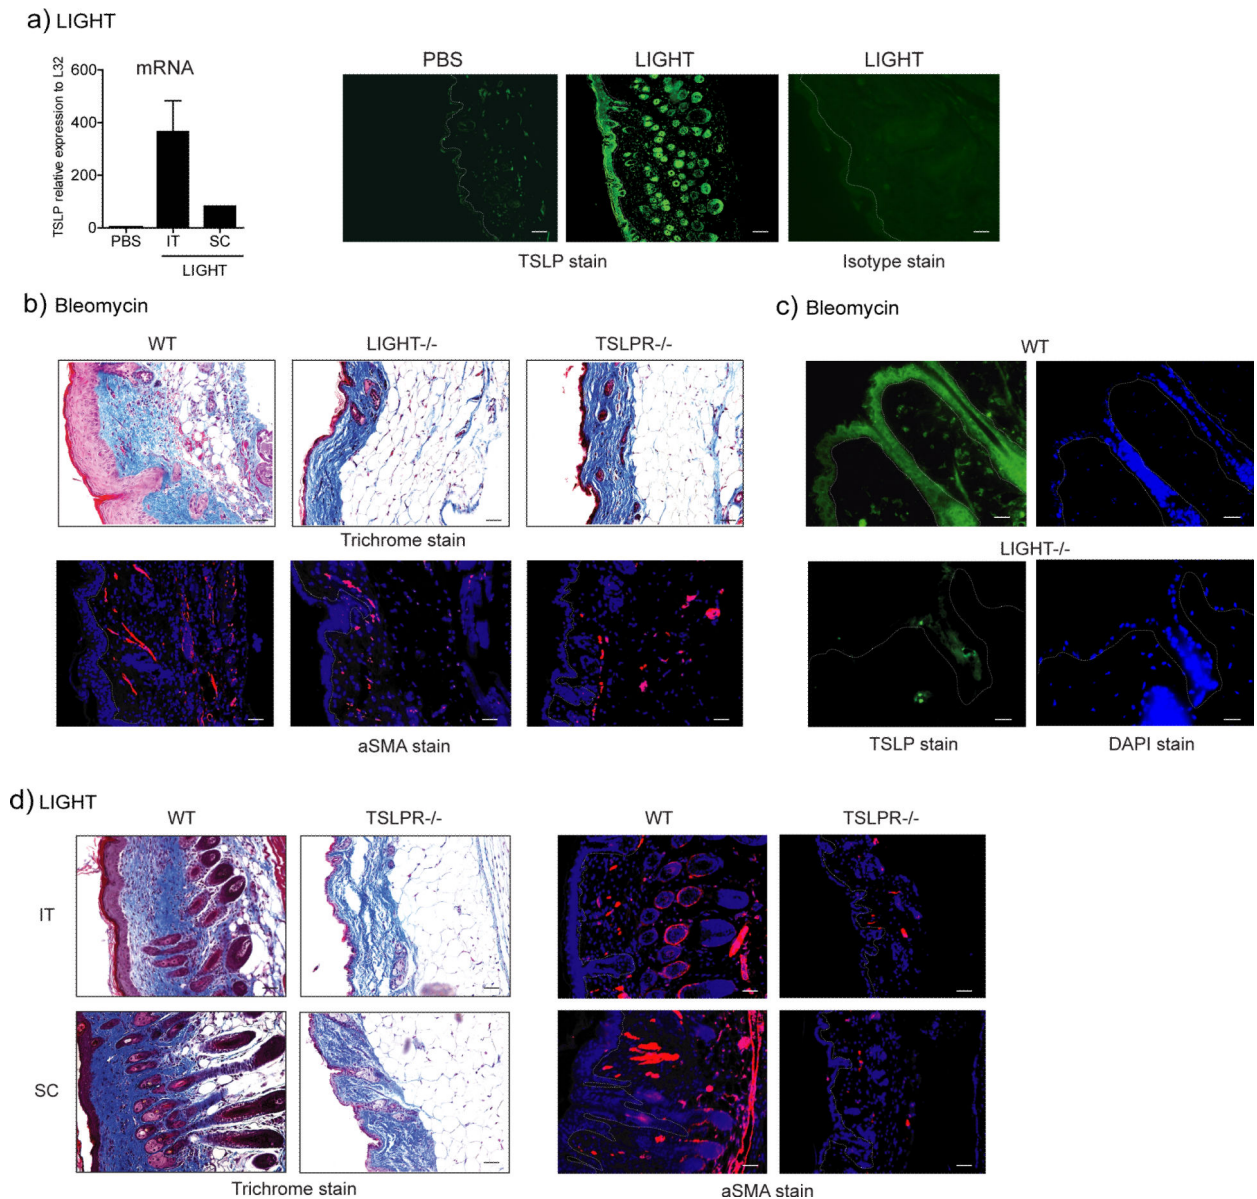 a) LIGHT
mRNA
TSLP relative expression to L32
600
400
200
0
PBS IT SC
LIGHT
PBS LIGHT LIGHT
TSLP stain Isotype stain
b) Bleomycin
WT LIGHT-/- TSLPR-/-
Trichrome stain
aSMA stain
c) Bleomycin
WT
LIGHT-/-
TSLP stain DAPI stain
d) LIGHT
WT TSLPR-/- WT TSLPR-/-
IT
SC
Trichrome stain aSMA stain